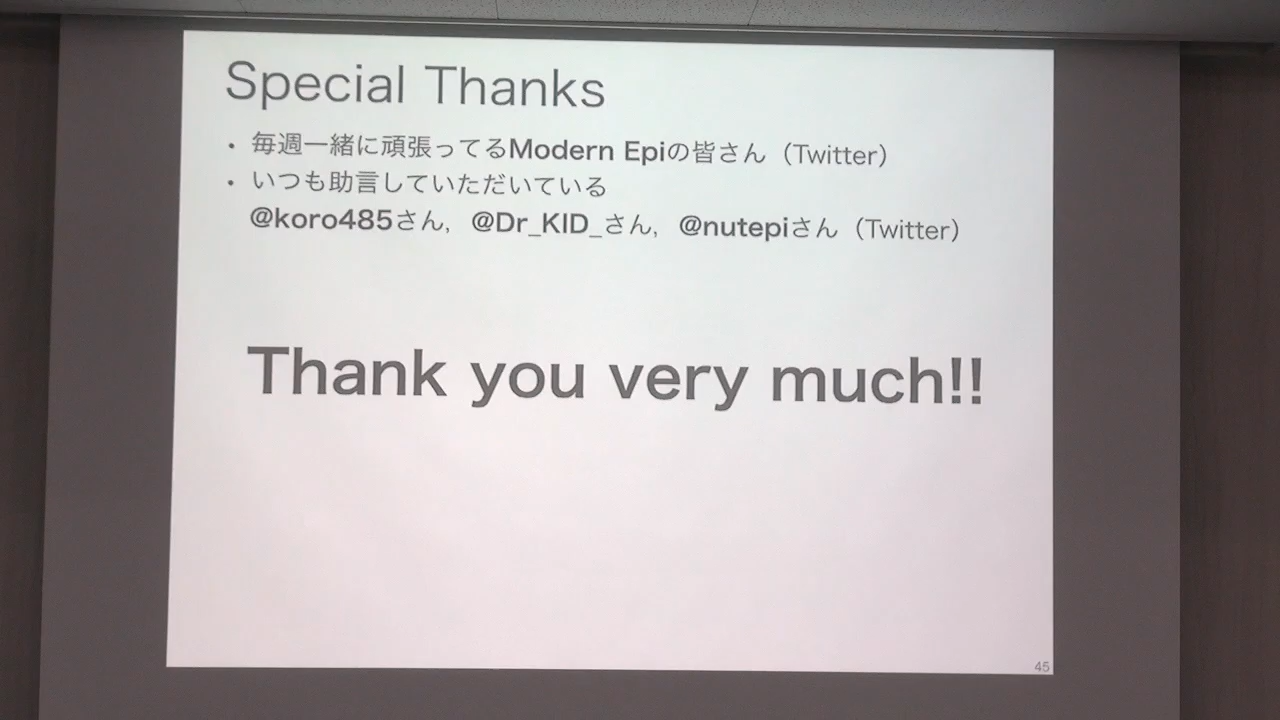 Special Thanks
• 毎週一緒に頑張ってるModern Epiの皆さん（Twitter）
• いつも助言していただいている
@koro485さん，@Dr_KID_さん，@nutepiさん（Twitter）
Thank you very much!!
45